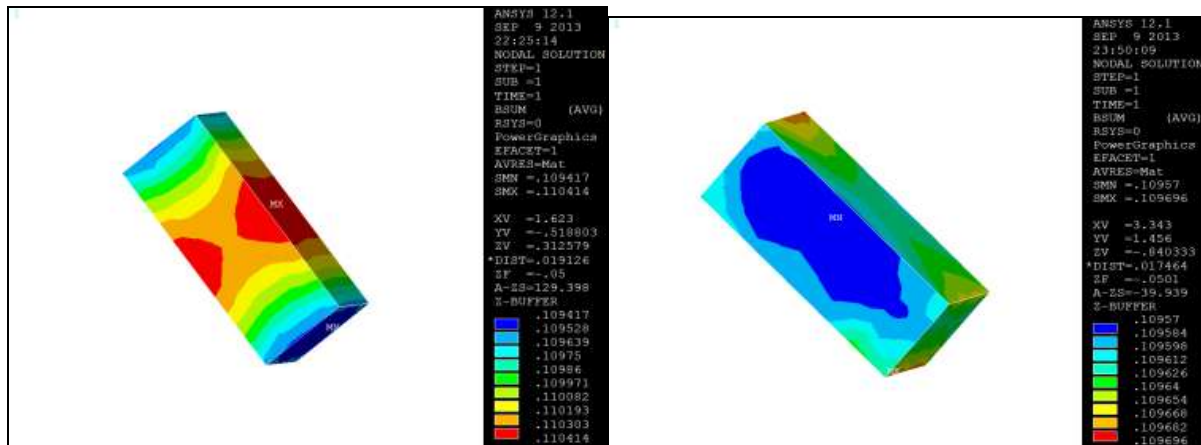 1
ANSYS 12.1
SEP 9 2013
22:25:14
NODAL SOLUTION
STEP=1
SUB =1
TIME=1
BSUM (AVG)
RSYS=0
PowerGraphics
EFACET=1
AVRES=Mat
SMN =.109417
SMX =.110414
XV =1.623
YV =-.518803
ZV =.312579
*DIST=.019126
ZF =-.05
A-ZS=129.398
Z-BUFFER
.109417
.109528
.109639
.10975
.10986
.109971
.110082
.110193
.110303
.110414
MX
MN
1
ANSYS 12.1
SEP 9 2013
23:50:09
NODAL SOLUTION
STEP=1
SUB =1
TIME=1
BSUM (AVG)
RSYS=0
PowerGraphics
EFACET=1
AVRES=Mat
SMN =.10957
SMX =.109696
XV =3.343
YV =1.456
ZV =-.840333
*DIST=.017464
ZF =-.0501
A-ZS=-39.939
Z-BUFFER
.10957
.109584
.109598
.109612
.109626
.10964
.109654
.109668
.109682
.109696
MN